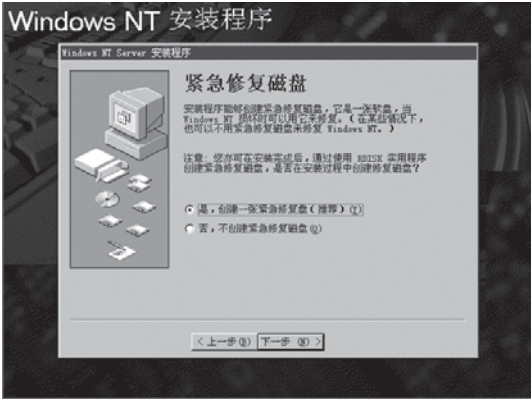 Windows NT 安装程序
Windows NT Server 安装程序
紧急修复磁盘
安装程序能够创建紧急修复磁盘，它是一张软盘，当
Windows NT 损坏时可以用它来修复。(在某些情况下，
也可以不用紧急修复磁盘来修复 Windows NT。)
注意: 您亦可在安装完成后，通过使用 RDISK 实用程序
创建紧急修复磁盘，是否在安装过程中创建修复磁盘?
是，创建一张紧急修复盘(推荐)(Y)
否，不创建紧急修复磁盘(O)
<上一步(B) 下一步(N)>